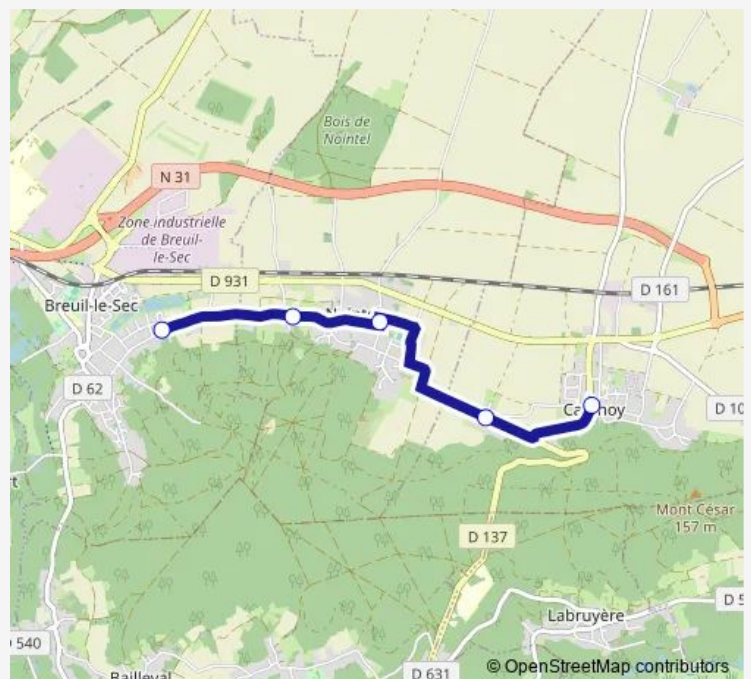 Bois de
Nointel
N 31
Zone industrielle
de Breuil-
le-Sec
D 931
D 161
Breuil-le-Sec
D 62
D 10
Mont César
157 m
D 137
Labruyère
D 5
540
Bailleval
D 631
© OpenStreetMap contributors